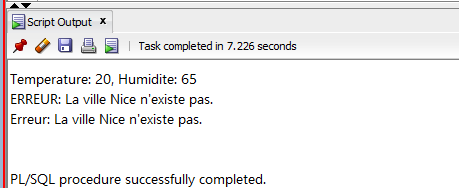 Script Output x
Task completed in 7.226 seconds
Temperature: 20, Humidite: 65
ERREUR: La ville Nice n'existe pas.
Erreur: La ville Nice n'existe pas.
PL/SQL procedure successfully completed.